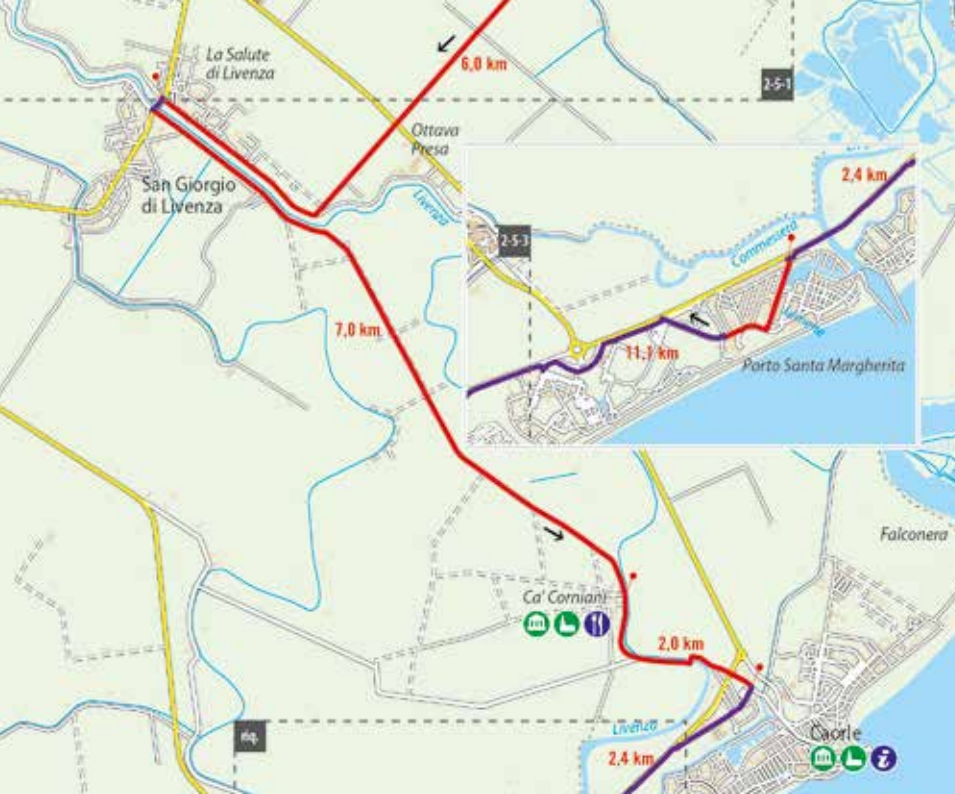 La Salute
di Livenza
6,0 km
2-5-1
Ottava
Presa
San Giorgio
di Livenza
Livenza
2,4 km
2-5-3
Commessera
7,0 km
11,1 km
Porto Santa Margherita
Falconera
Ca' Corniani
2,0 km
riq.
Livenza
2,4 km
Caorle
i